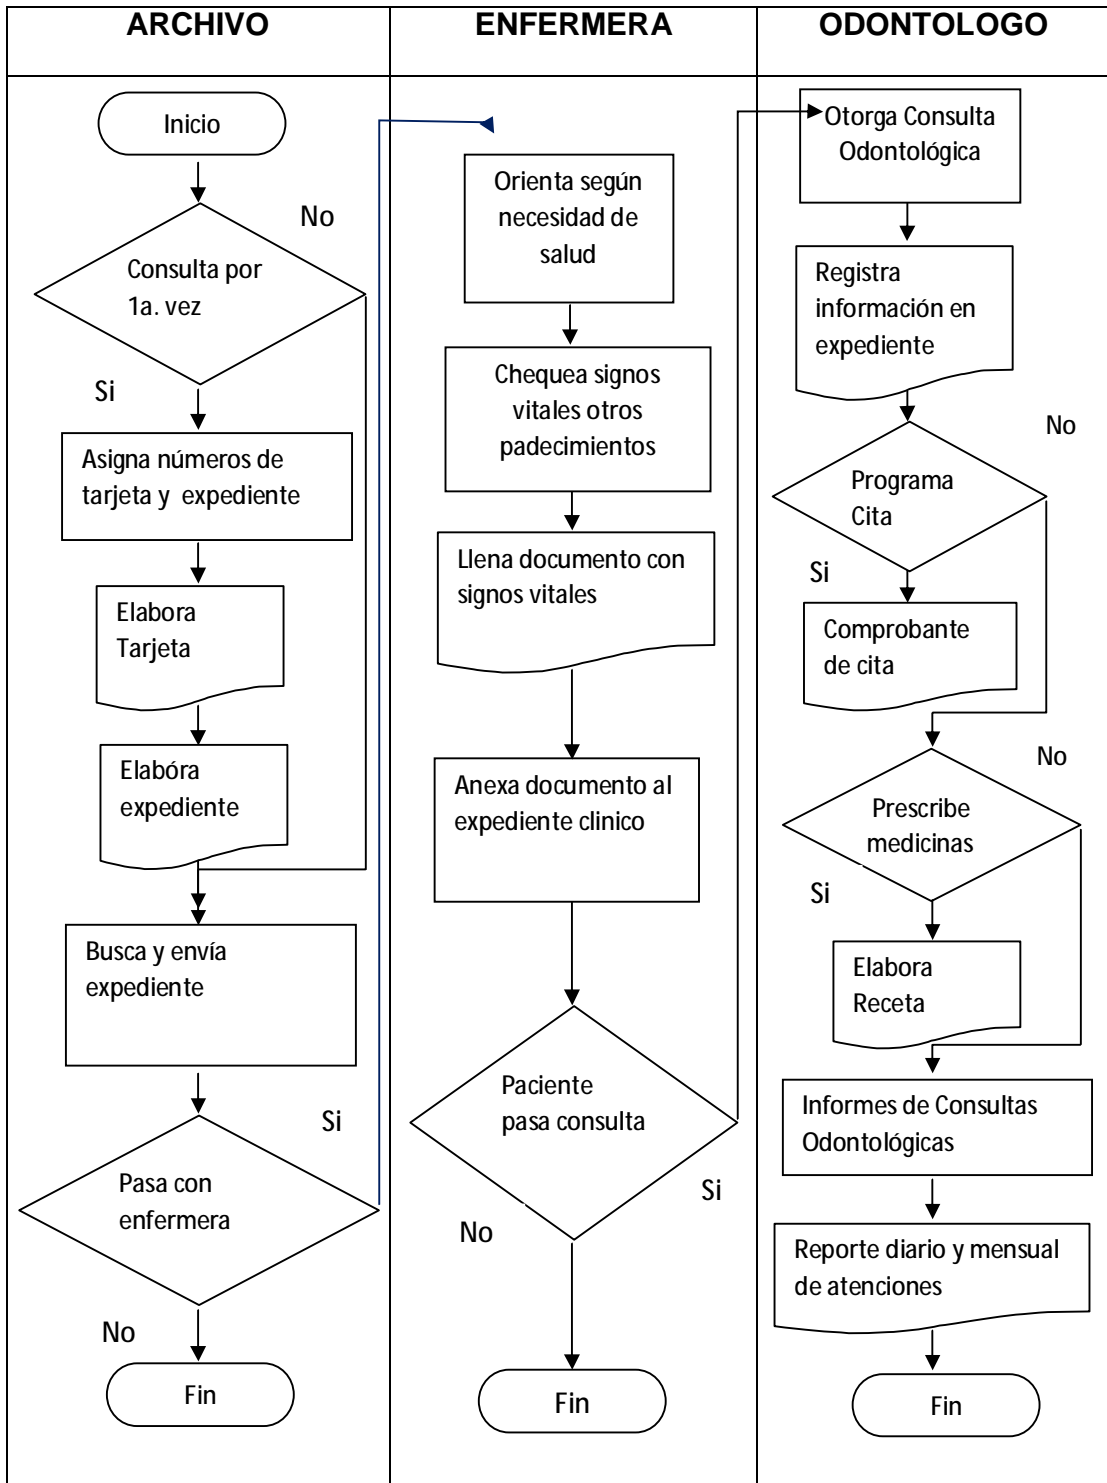 ARCHIVO
ENFERMERA
ODONTOLOGO
Inicio
No
Consulta por
1a. vez
Si
Asigna números de
tarjeta y expediente
Elabora
Tarjeta
Elabóra
expediente
Busca y envía
expediente
Si
Pasa con
enfermera
No
Fin
Orienta según
necesidad de
salud
Chequea signos
vitales otros
padecimientos
Llena documento con
signos vitales
Anexa documento al
expediente clinico
Paciente
pasa consulta
Si
No
Fin
Otorga Consulta
Odontológica
Registra
información en
expediente
No
Programa
Cita
Si
Comprobante
de cita
No
Prescribe
medicinas
Si
Elabora
Receta
Informes de Consultas
Odontológicas
Reporte diario y mensual
de atenciones
Fin